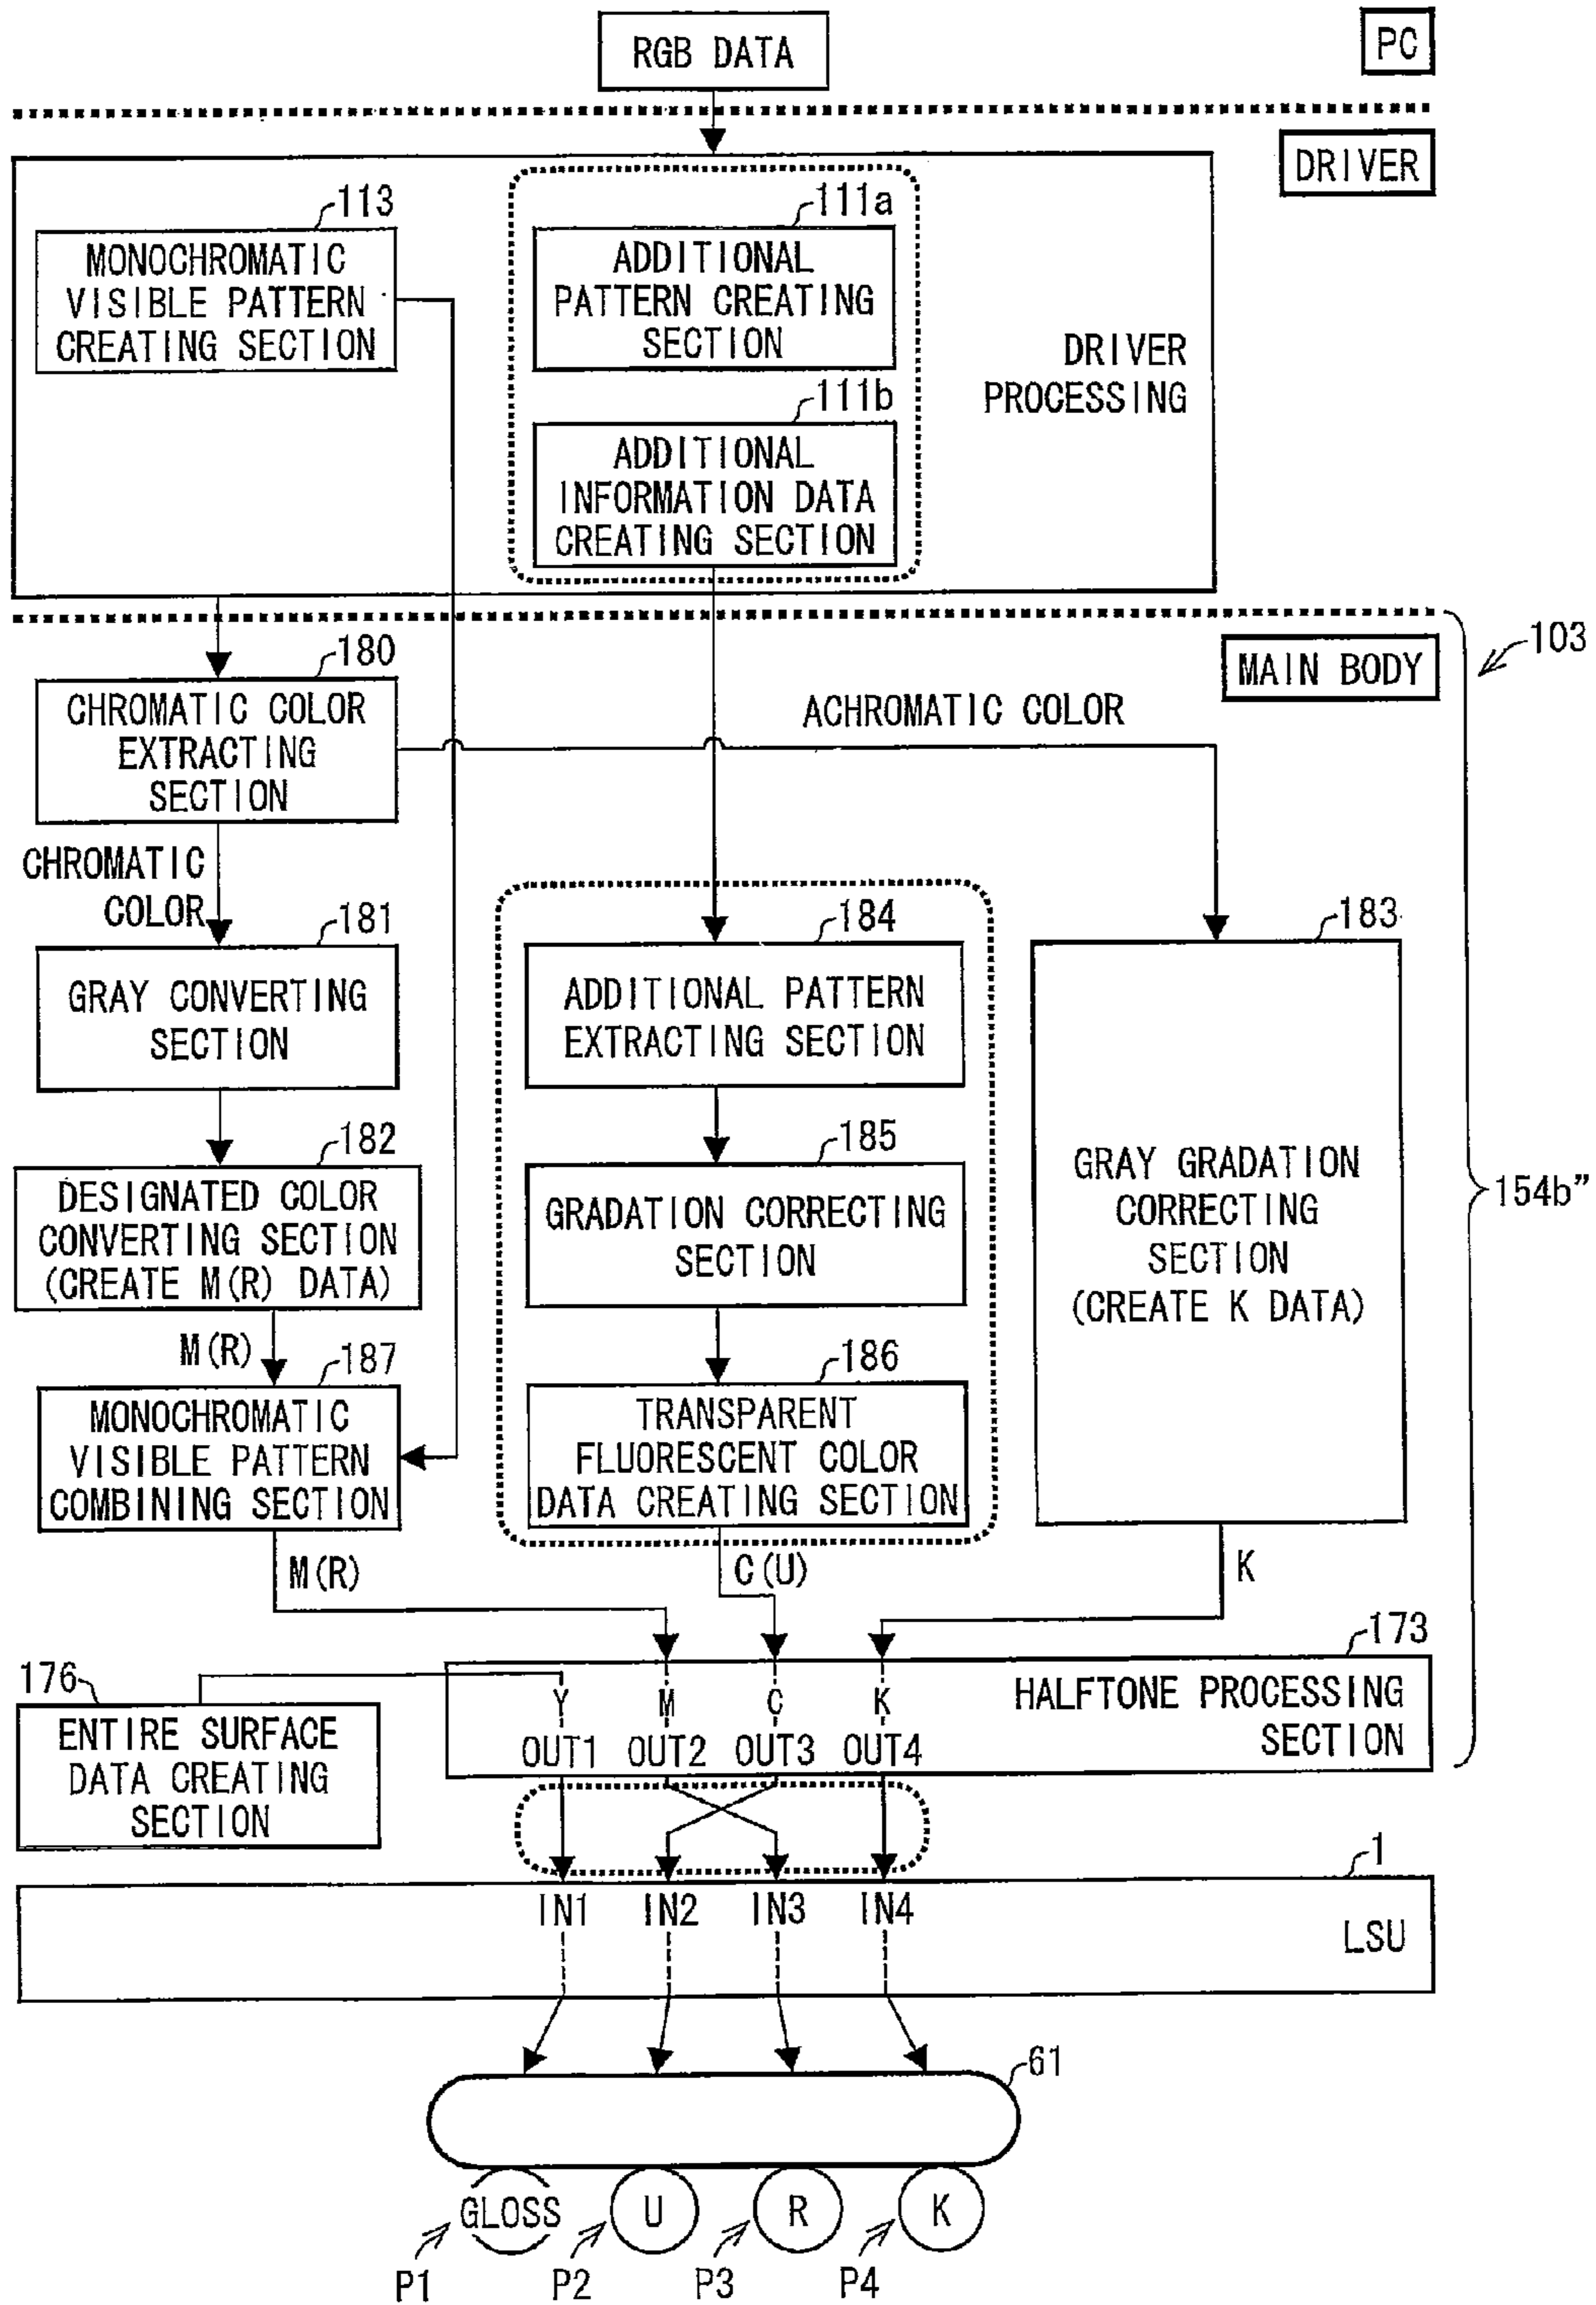 RGB DATA
PC
DRIVER
113
MONOCHROMATIC
VISIBLE PATTERN
CREATING SECTION
111a
ADDITIONAL
PATTERN CREATING
SECTION
111b
ADDITIONAL
INFORMATION DATA
CREATING SECTION
DRIVER
PROCESSING
103
MAIN BODY
180
CHROMATIC COLOR
EXTRACTING
SECTION
ACHROMATIC COLOR
CHROMATIC
COLOR
181
GRAY CONVERTING
SECTION
182
DESIGNATED COLOR
CONVERTING SECTION
(CREATE M(R) DATA)
M(R)
187
MONOCHROMATIC
VISIBLE PATTERN
COMBINING SECTION
M(R)
184
ADDITIONAL PATTERN
EXTRACTING SECTION
185
GRADATION CORRECTING
SECTION
186
TRANSPARENT
FLUORESCENT COLOR
DATA CREATING SECTION
C(U)
183
GRAY GRADATION
CORRECTING
SECTION
(CREATE K DATA)
K
154b”
173
176
ENTIRE SURFACE
DATA CREATING
SECTION
Y M C K
OUT1 OUT2 OUT3 OUT4
HALFTONE PROCESSING
SECTION
1
IN1 IN2 IN3 IN4
LSU
61
GLOSS U R K
P1 P2 P3 P4